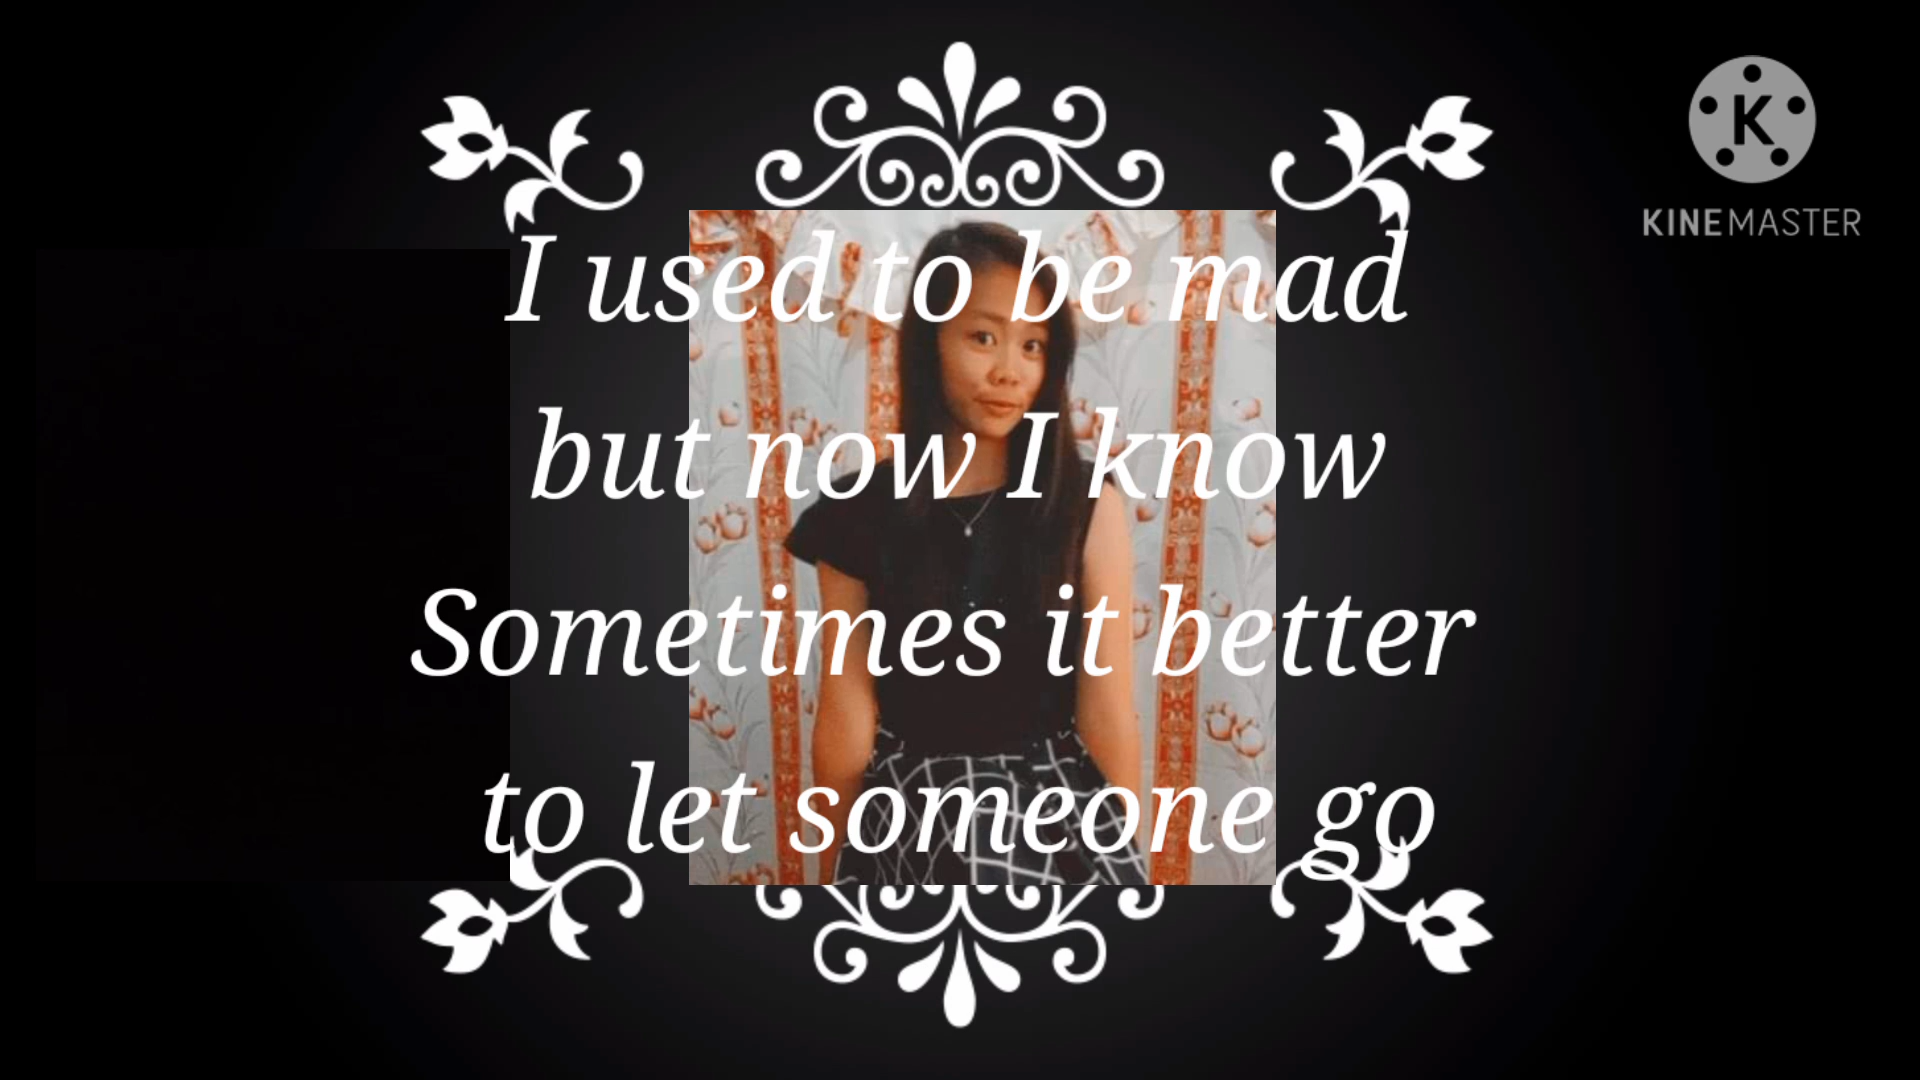 K
KINEMASTER
I used to be mad
but now I know
Sometimes it better
to let someone go